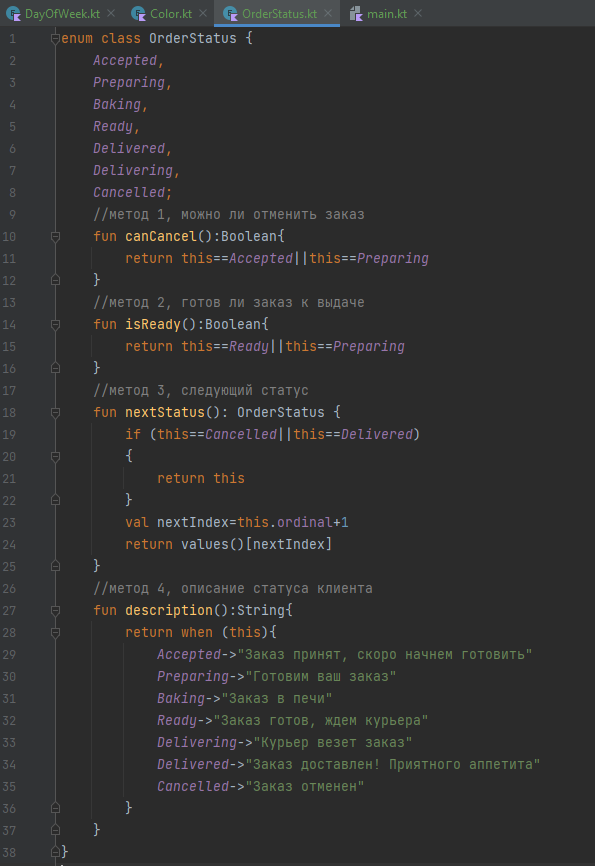 DayOfWeek.kt × Color.kt × OrderStatus.kt × main.kt ×
1 enum class OrderStatus {
2 Accepted,
3 Preparing,
4 Baking,
5 Ready,
6 Delivered,
7 Delivering,
8 Cancelled;
9 //метод 1, можно ли отменить заказ
10 fun canCancel():Boolean{
11 return this==Accepted||this==Preparing
12 }
13 //метод 2, готов ли заказ к выдаче
14 fun isReady():Boolean{
15 return this==Ready||this==Preparing
16 }
17 //метод 3, следующий статус
18 fun nextStatus(): OrderStatus {
19 if (this==Cancelled||this==Delivered)
20 {
21 return this
22 }
23 val nextIndex=this.ordinal+1
24 return values()[nextIndex]
25 }
26 //метод 4, описание статуса клиента
27 fun description():String{
28 return when (this){
29 Accepted->"Заказ принят, скоро начнем готовить"
30 Preparing->"Готовим ваш заказ"
31 Baking->"Заказ в печи"
32 Ready->"Заказ готов, ждем курьера"
33 Delivering->"Курьер везет заказ"
34 Delivered->"Заказ доставлен! Приятного аппетита"
35 Cancelled->"Заказ отменен"
36 }
37 }
38 }